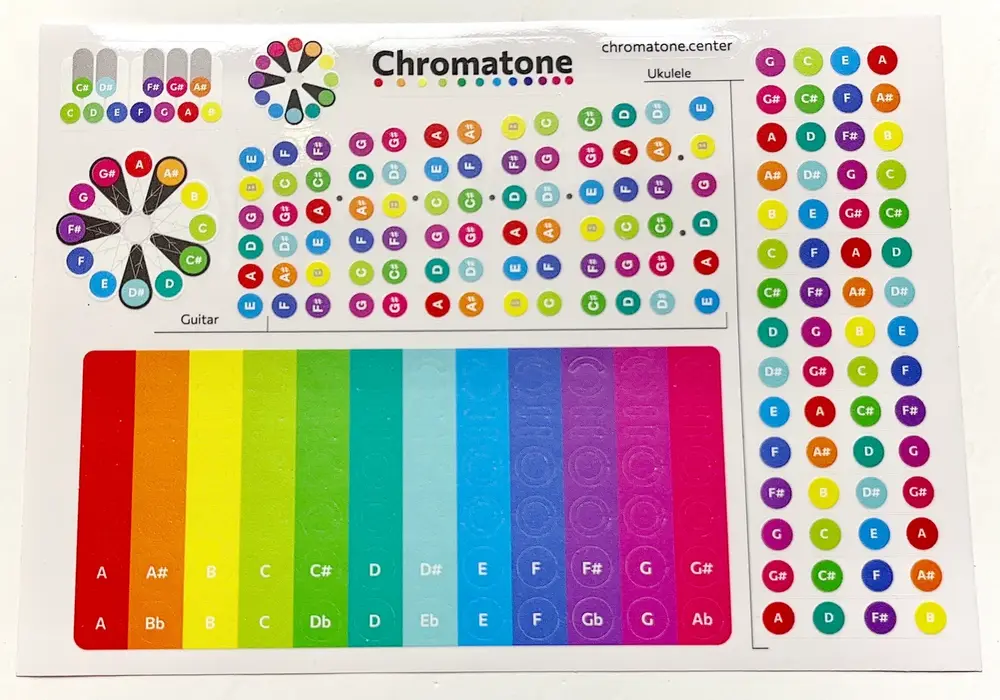 Chromatone
chromatone.center
Ukulele
C# D# F# G# A#
C D E F G A B
A A# B C C# D D# E F F# G G#
E F F# G G# A A# B C C# D D# E
B C C# D D# E F F# G G# A A# B
G G# A A# B C C# D D# E F F# G
D D# E F F# G G# A A# B C C# D
A A# B C C# D D# E F F# G G# A
E F F# G G# A A# B C C# D D# E
Guitar
A A# B C C# D D# E F F# G G#
A Bb B C Db D Eb E F Gb G Ab
G C E A
G# C# F A#
A D F# B
A# D# G C
B E G# C#
C F A D
C# F# A# D#
D G B E
D# G# C F
E A C# F#
F A# D G
F# B D# G#
G C E A
G# C# F A#
A D F# B